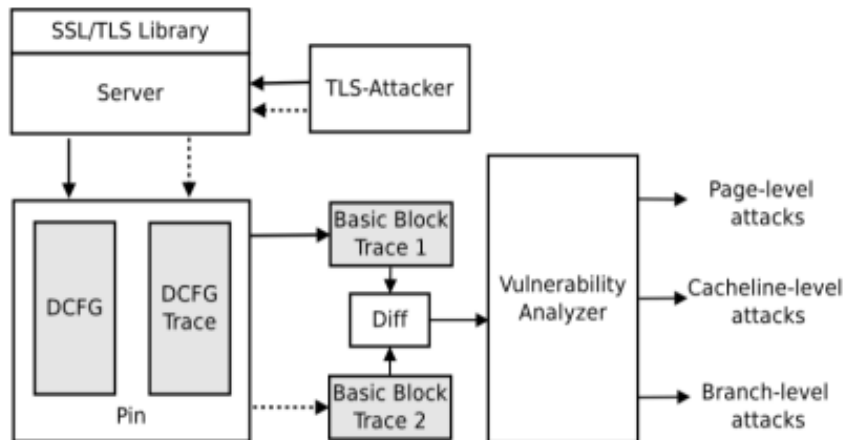 SSL/TLS Library
Server
TLS-Attacker
DCFG
DCFG
Trace
Pin
Basic Block
Trace 1
Diff
Basic Block
Trace 2
Vulnerability
Analyzer
Page-level
attacks
Cacheline-level
attacks
Branch-level
attacks